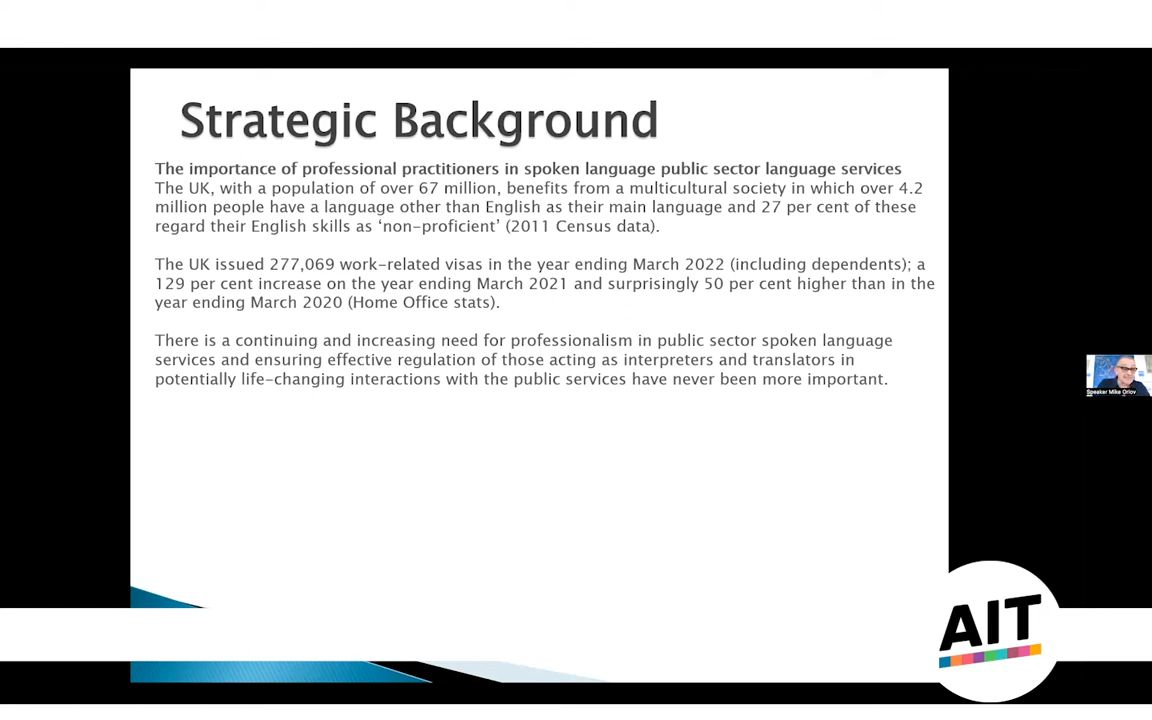 Strategic Background
The importance of professional practitioners in spoken language public sector language services
The UK, with a population of over 67 million, benefits from a multicultural society in which over 4.2
million people have a language other than English as their main language and 27 per cent of these
regard their English skills as ‘non-proficient’ (2011 Census data).
The UK issued 277,069 work-related visas in the year ending March 2022 (including dependents); a
129 per cent increase on the year ending March 2021 and surprisingly 50 per cent higher than in the
year ending March 2020 (Home Office stats).
There is a continuing and increasing need for professionalism in public sector spoken language
services and ensuring effective regulation of those acting as interpreters and translators in
potentially life-changing interactions with the public services have never been more important.
Speaker Mike Orlov
AIT